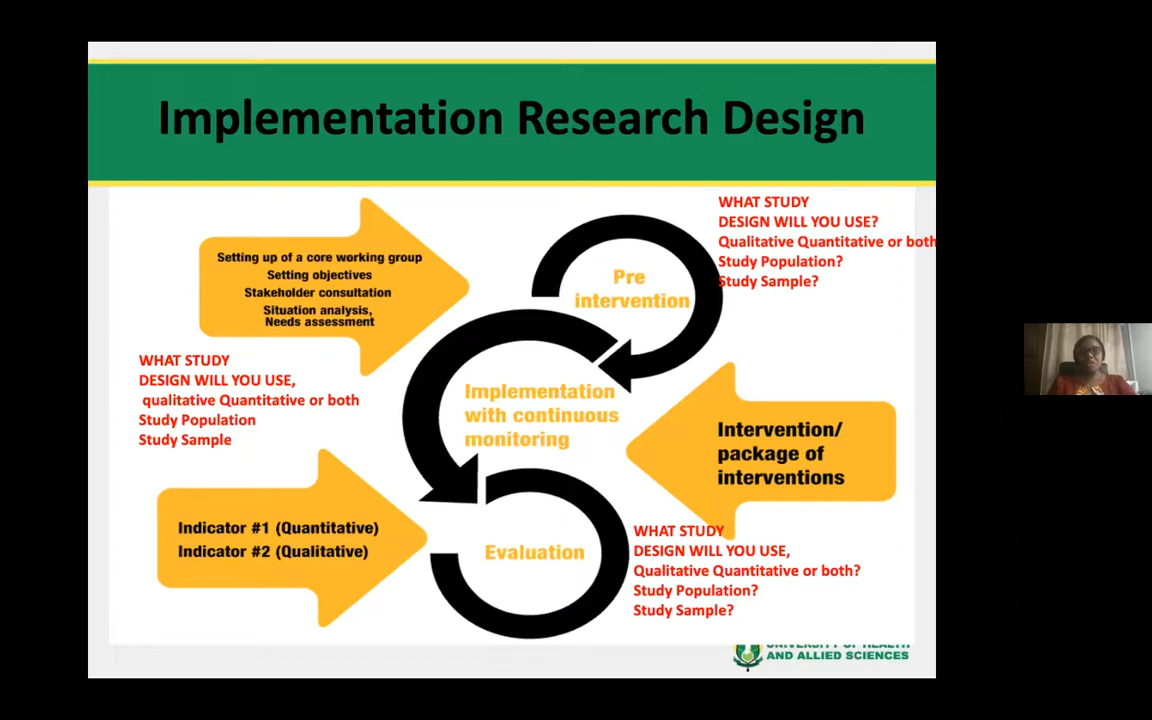 Implementation Research Design
WHAT STUDY
DESIGN WILL YOU USE?
Qualitative Quantitative or both
Study Population?
Study Sample?
Setting up of a core working group
Setting objectives
Stakeholder consultation
Situation analysis,
Needs assessment
Pre
intervention
WHAT STUDY
DESIGN WILL YOU USE,
qualitative Quantitative or both
Study Population
Study Sample
Implementation
with continuous
monitoring
Intervention/
package of
interventions
Indicator #1 (Quantitative)
Indicator #2 (Qualitative)
Evaluation
WHAT STUDY
DESIGN WILL YOU USE,
Qualitative Quantitative or both?
Study Population?
Study Sample?
UNIVERSITY OF HEALTH
AND ALLIED SCIENCES